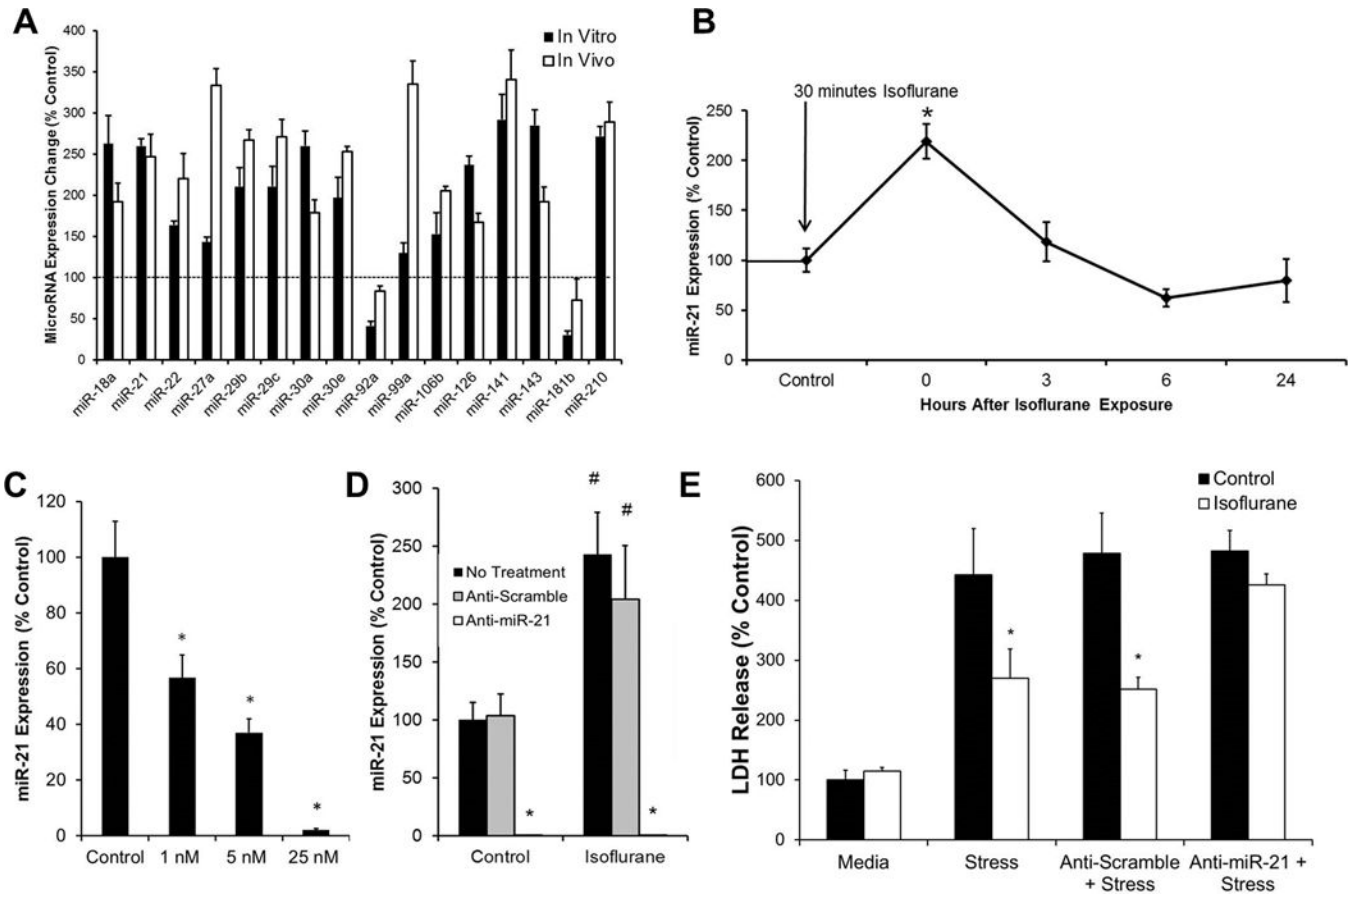 A
MicroRNA Expression Change (% Control)
400
350
300
250
200
150
100
50
0
In Vitro
In Vivo
miR-18a
miR-21
miR-22
miR-27a
miR-29b
miR-29c
miR-30a
miR-30e
miR-92a
miR-99a
miR-106b
miR-126
miR-141
miR-143
miR-181b
miR-210
B
30 minutes Isoflurane
miR-21 Expression (% Control)
250
200
150
100
50
0
*
Control
0
3
6
24
Hours After Isoflurane Exposure
C
miR-21 Expression (% Control)
120
100
80
60
40
20
0
*
*
*
Control
1 nM
5 nM
25 nM
D
miR-21 Expression (% Control)
300
250
200
150
100
50
0
No Treatment
Anti-Scramble
Anti-miR-21
#
#
*
*
Control
Isoflurane
E
LDH Release (% Control)
600
500
400
300
200
100
0
Control
Isoflurane
*
*
Media
Stress
Anti-Scramble
+ Stress
Anti-miR-21 +
Stress